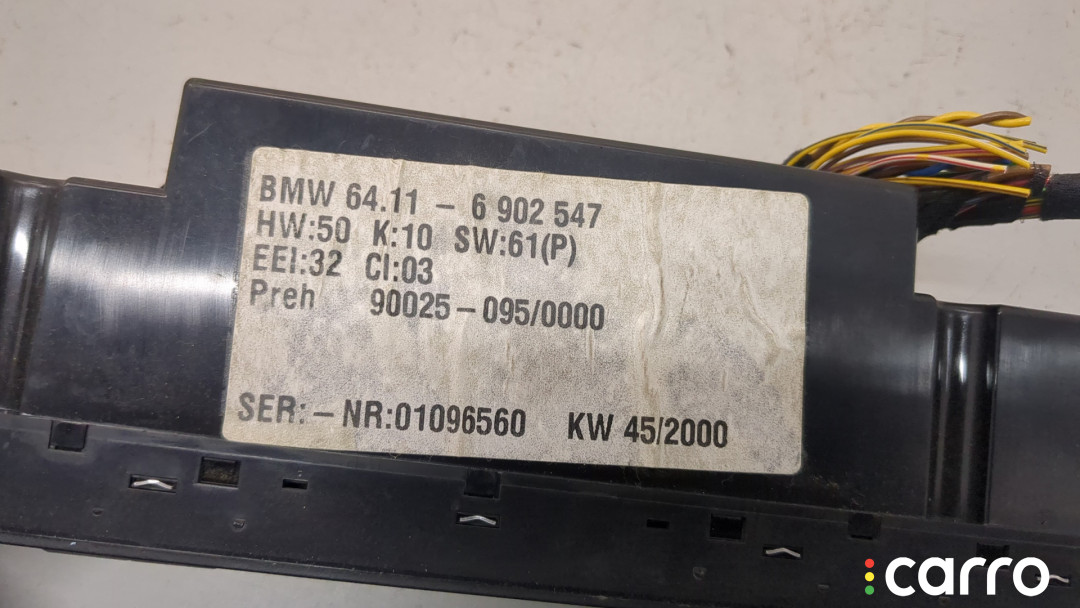 BMW 64.11 - 6 902 547
HW:50 K:10 SW:61(P)
EEI:32 CI:03
Preh 90025-095/0000
SER:-NR:01096560 KW 45/2000
carro